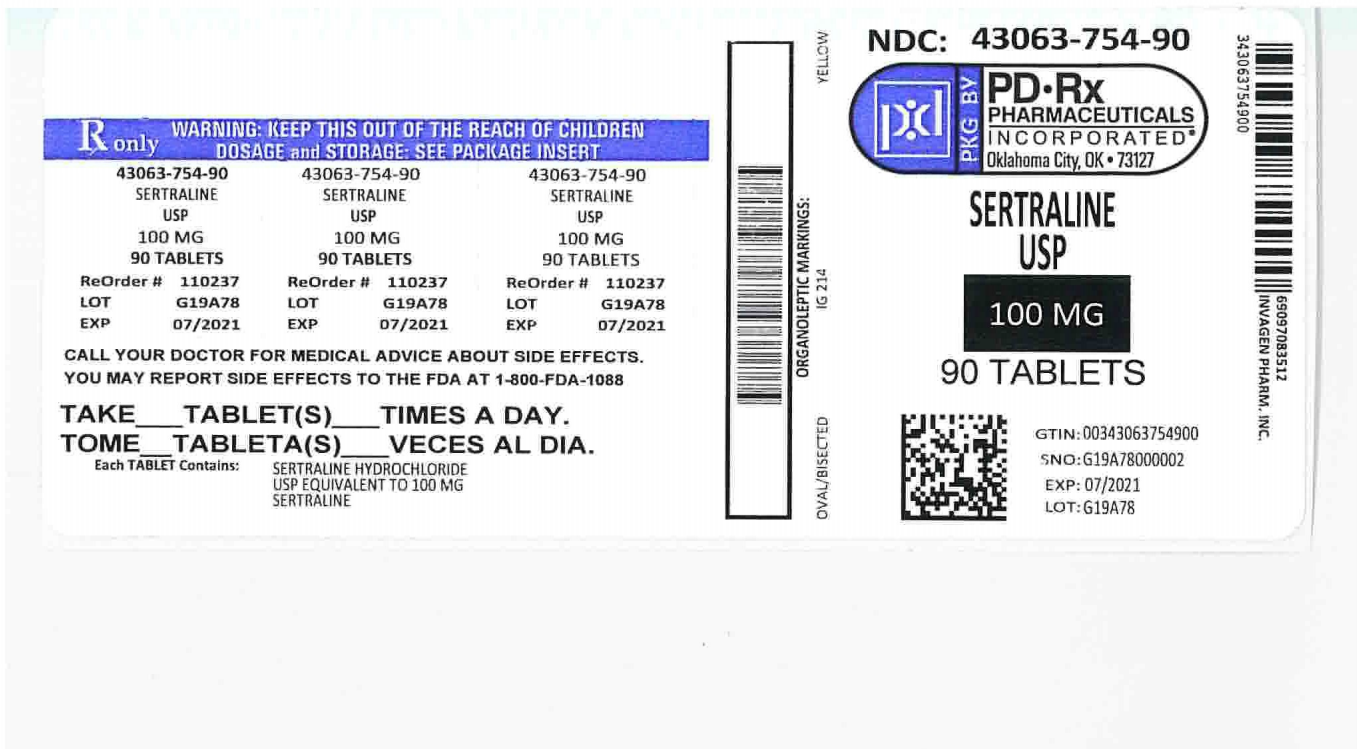 Rx only
WARNING: KEEP THIS OUT OF THE REACH OF CHILDREN
DOSAGE and STORAGE: SEE PACKAGE INSERT
43063-754-90 43063-754-90 43063-754-90
SERTRALINE SERTRALINE SERTRALINE
USP USP USP
100 MG 100 MG 100 MG
90 TABLETS 90 TABLETS 90 TABLETS
ReOrder # 110237 ReOrder # 110237 ReOrder # 110237
LOT G19A78 LOT G19A78 LOT G19A78
EXP 07/2021 EXP 07/2021 EXP 07/2021
CALL YOUR DOCTOR FOR MEDICAL ADVICE ABOUT SIDE EFFECTS.
YOU MAY REPORT SIDE EFFECTS TO THE FDA AT 1-800-FDA-1088
TAKE___TABLET(S)___TIMES A DAY.
TOME__TABLETA(S)___VECES AL DIA.
Each TABLET Contains: SERTRALINE HYDROCHLORIDE
USP EQUIVALENT TO 100 MG
SERTRALINE
ORGANOLEPTIC MARKINGS:
OVAL/BISECTED IG 214 YELLOW
NDC: 43063-754-90
PKG BY
PD•Rx
PHARMACEUTICALS
INCORPORATED®
Oklahoma City, OK • 73127
SERTRALINE
USP
100 MG
90 TABLETS
GTIN: 00343063754900
SNO: G19A78000002
EXP: 07/2021
LOT: G19A78
343063754900
69097083512
INVAGEN PHARM. INC.